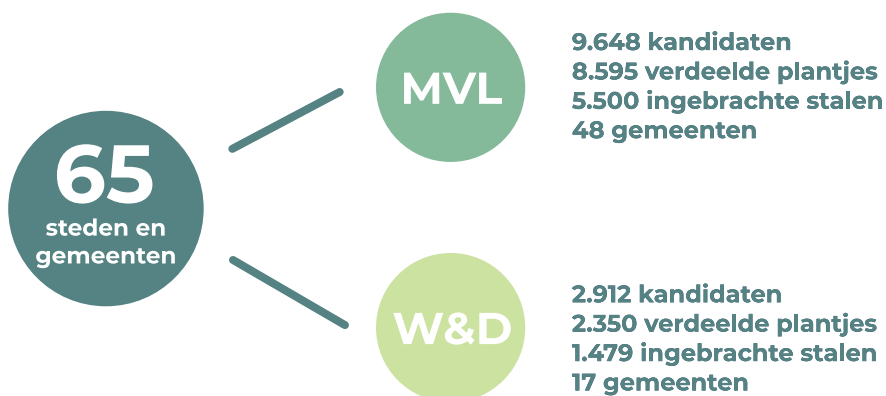 65
steden en
gemeenten
MVL
9.648 kandidaten
8.595 verdeelde plantjes
5.500 ingebrachte stalen
48 gemeenten
W&D
2.912 kandidaten
2.350 verdeelde plantjes
1.479 ingebrachte stalen
17 gemeenten